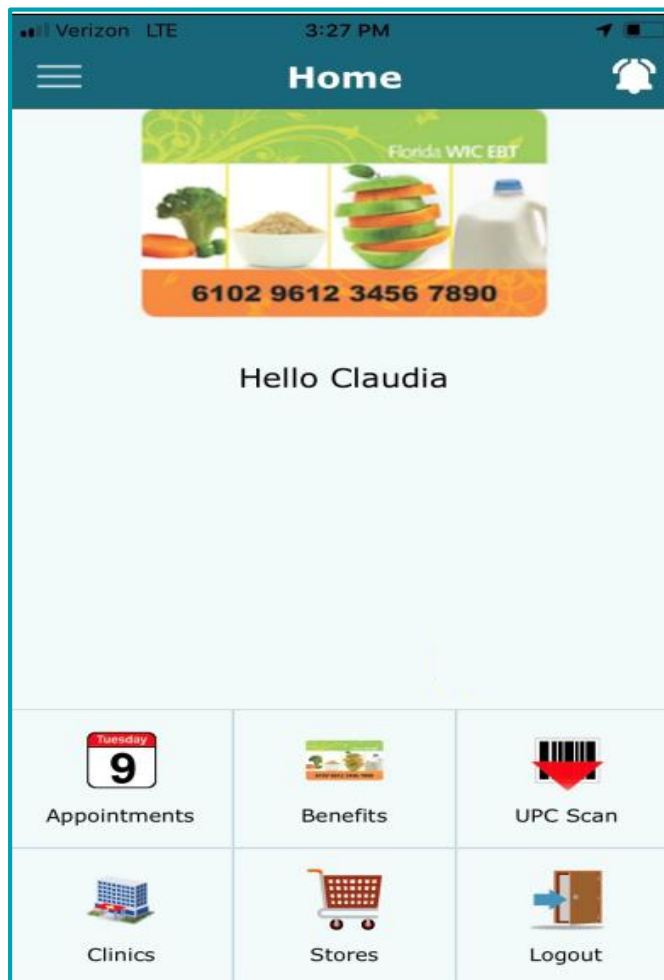 Verizon LTE 3:27 PM
Home
Florida WIC EBT
6102 9612 3456 7890
Hello Claudia
Tuesday
9
Appointments Benefits UPC Scan
Clinics Stores Logout